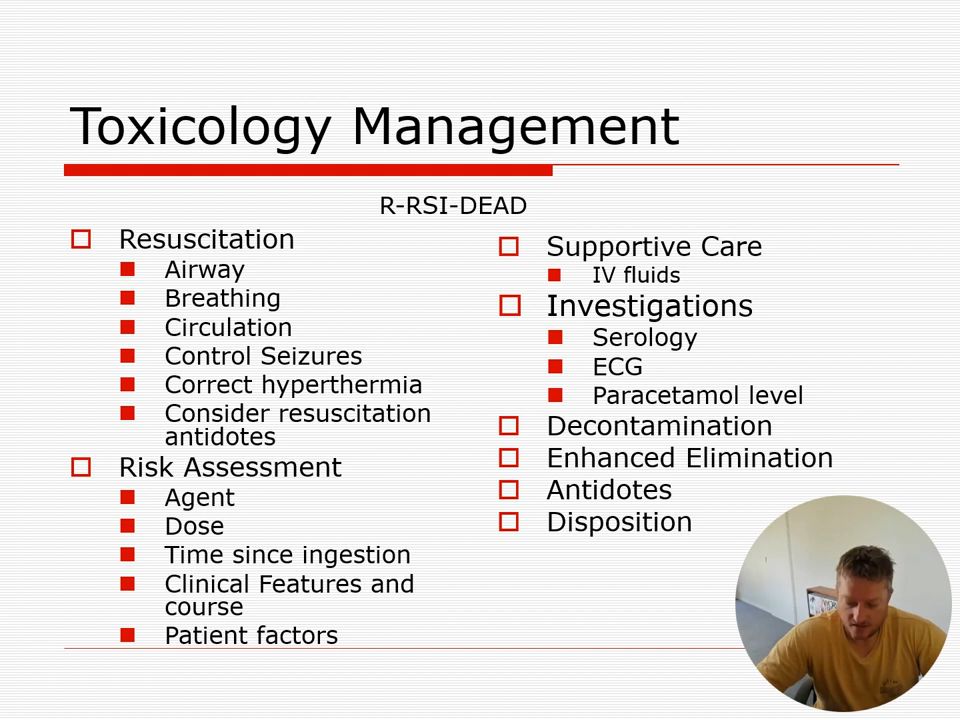 Toxicology Management
R-RSI-DEAD
Resuscitation
Airway
Breathing
Circulation
Control Seizures
Correct hyperthermia
Consider resuscitation
antidotes
Risk Assessment
Agent
Dose
Time since ingestion
Clinical Features and
course
Patient factors
Supportive Care
IV fluids
Investigations
Serology
ECG
Paracetamol level
Decontamination
Enhanced Elimination
Antidotes
Disposition